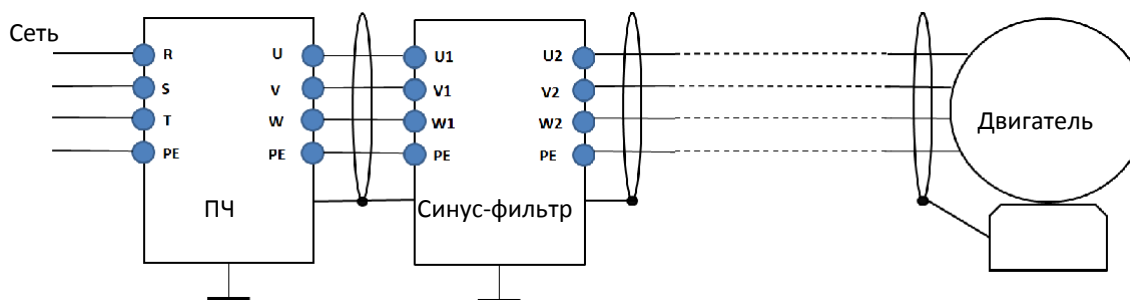 Сеть
R U U1 U2
S V V1 V2
T W W1 W2
PE PE PE PE
Двигатель
ПЧ Синус-фильтр